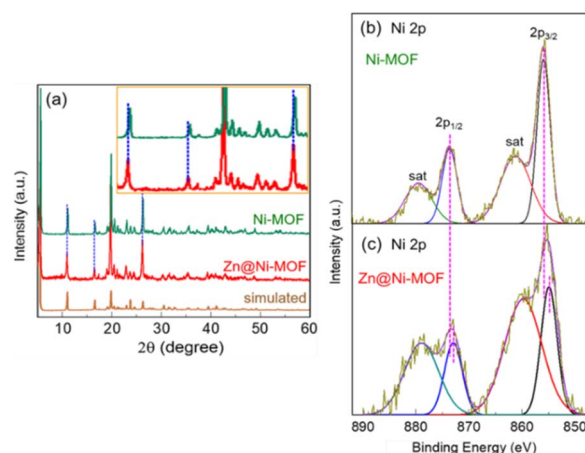 (a)
Ni-MOF
Zn@Ni-MOF
simulated
Intensity (a.u.)
10 20 30 40 50 60
2θ (degree)
(b) Ni 2p
Ni-MOF
2p3/2
2p1/2
sat
sat
(c) Ni 2p
Zn@Ni-MOF
Intensity (a.u.)
890 880 870 860 850
Binding Energy (eV)